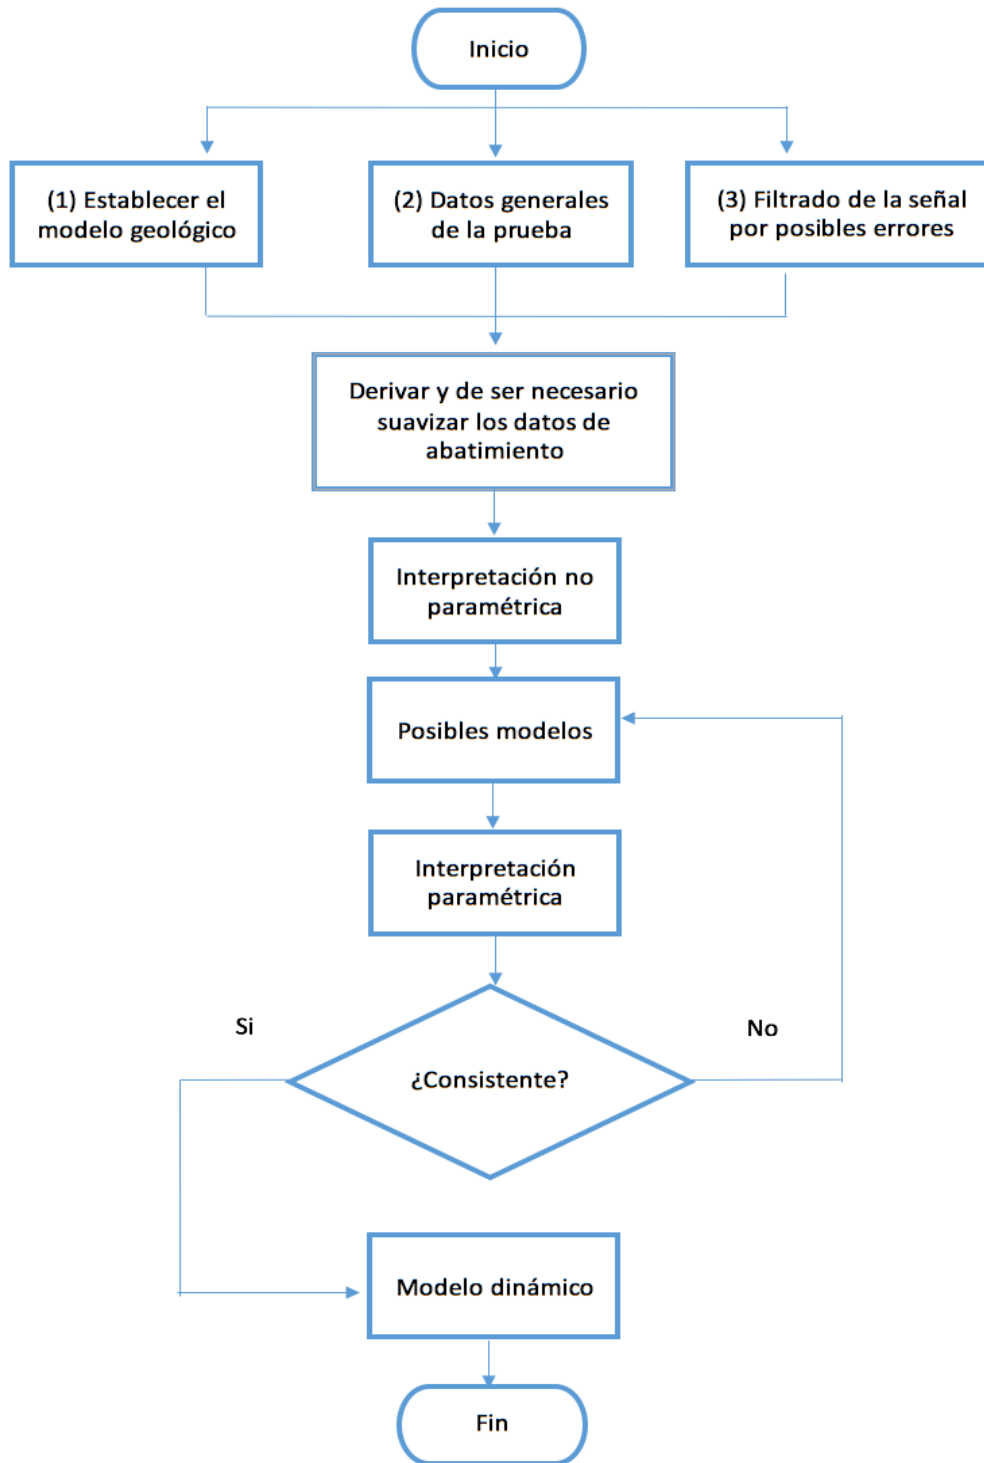 Inicio
(1) Establecer el
modelo geológico
(2) Datos generales
de la prueba
(3) Filtrado de la señal
por posibles errores
Derivar y de ser necesario
suavizar los datos de
abatimiento
Interpretación no
paramétrica
Posibles modelos
Interpretación
paramétrica
Si
No
¿Consistente?
Modelo dinámico
Fin